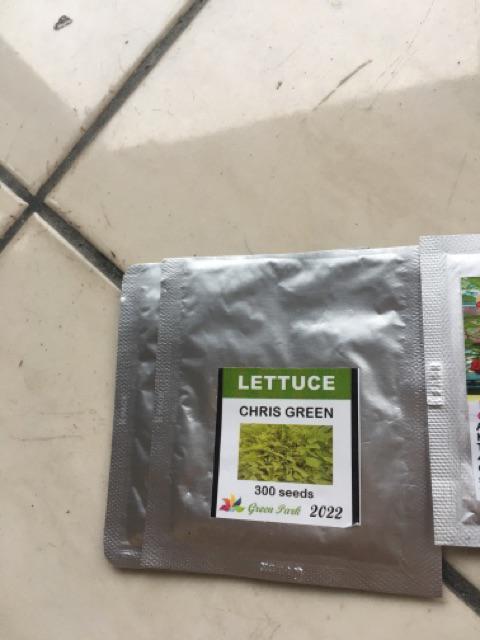 LETTUCE
CHRIS GREEN
300 seeds
Green Park 2022